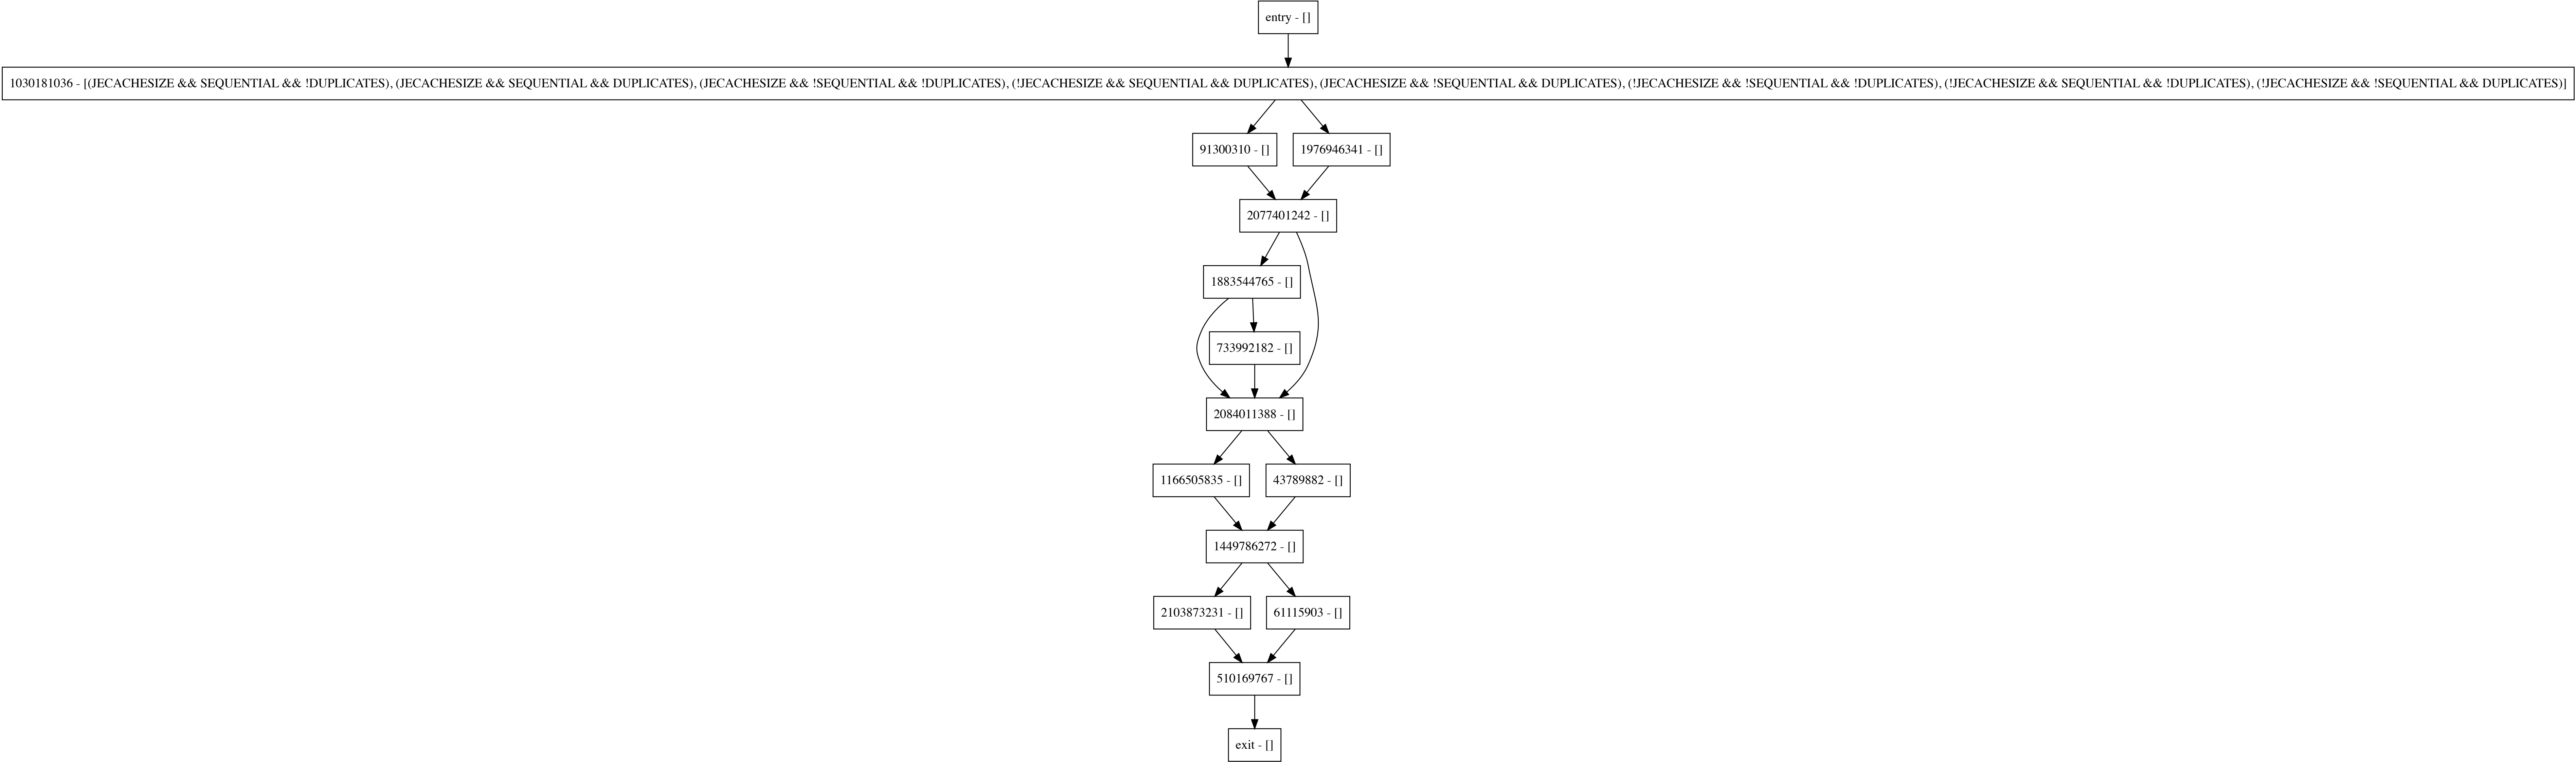 entry - []
1030181036 - [(JECACHESIZE && SEQUENTIAL && !DUPLICATES), (JECACHESIZE && SEQUENTIAL && DUPLICATES), (JECACHESIZE && !SEQUENTIAL && !DUPLICATES), (!JECACHESIZE && SEQUENTIAL && DUPLICATES), (JECACHESIZE && !SEQUENTIAL && DUPLICATES), (!JECACHESIZE && !SEQUENTIAL && !DUPLICATES), (!JECACHESIZE && SEQUENTIAL && !DUPLICATES), (!JECACHESIZE && !SEQUENTIAL && DUPLICATES)]
91300310 - []
1976946341 - []
2077401242 - []
1883544765 - []
733992182 - []
2084011388 - []
1166505835 - []
43789882 - []
1449786272 - []
2103873231 - []
61115903 - []
510169767 - []
exit - []